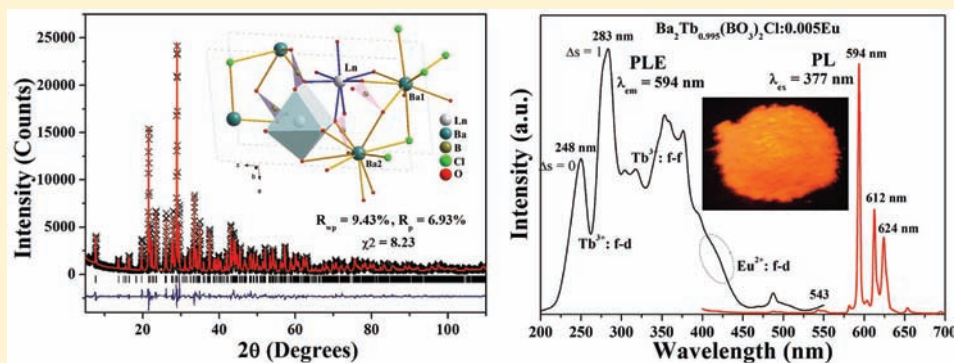 Intensity (Counts)
25000
20000
15000
10000
5000
0
20
40
60
80
100
2θ (Degrees)
Ln
Ba1
Ba2
Ln
Ba
B
Cl
O
R_wp = 9.43%, R_p = 6.93%
χ2 = 8.23
Intensity (a.u.)
Ba₂Tb₀.₉₉₅(BO₃)₂Cl:0.005Eu
283 nm
594 nm
Δs = 1
PLE
PL
λ_em = 594 nm
λ_ex = 377 nm
248 nm
Δs = 0
Tb³⁺: f-f
612 nm
624 nm
Tb³⁺: f-d
Eu²⁺: f-d
543
200 250 300 350 400 450 500 550 600 650 700
Wavelength (nm)